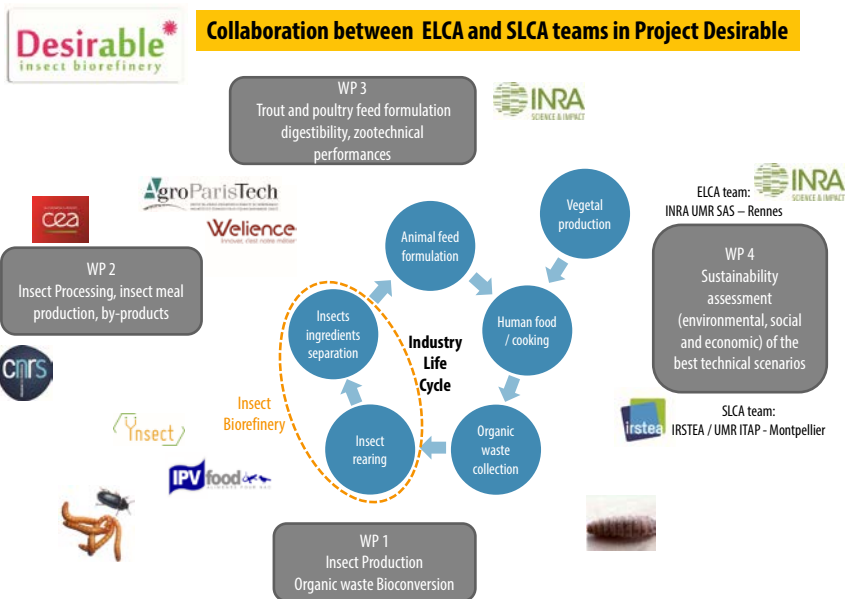 Desirable*
insect biorefinery
Collaboration between ELCA and SLCA teams in Project Desirable
WP 3
Trout and poultry feed formulation
digestibility, zootechnical
performances
INRA
SCIENCE & IMPACT
AgroParisTech
cea
Welience
Innover, c'est notre métier
ELCA team:
INRA UMR SAS – Rennes
INRA
SCIENCE & IMPACT
Vegetal
production
Animal feed
formulation
WP 2
Insect Processing, insect meal
production, by-products
WP 4
Sustainability
assessment
(environmental, social
and economic) of the
best technical scenarios
Insects
ingredients
separation
Human food
/ cooking
Industry
Life
Cycle
cnrs
Insect
Biorefinery
Ynsect
Insect
rearing
Organic
waste
collection
irstea
SLCA team:
IRSTEA / UMR ITAP - Montpellier
IPV food
WP 1
Insect Production
Organic waste Bioconversion